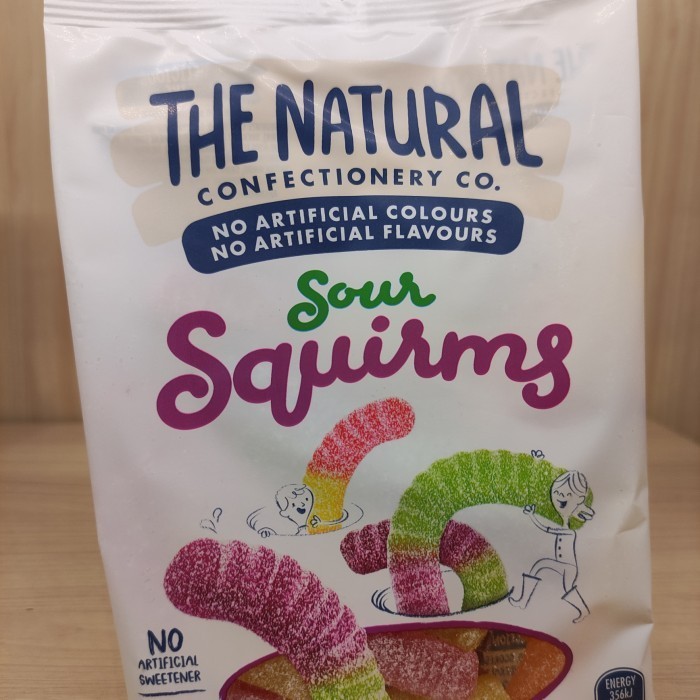 THE NATURAL
CONFECTIONERY CO.
NO ARTIFICIAL COLOURS
NO ARTIFICIAL FLAVOURS
Sour
Squirms
NO
ARTIFICIAL
SWEETENER
ENERGY
356kJ